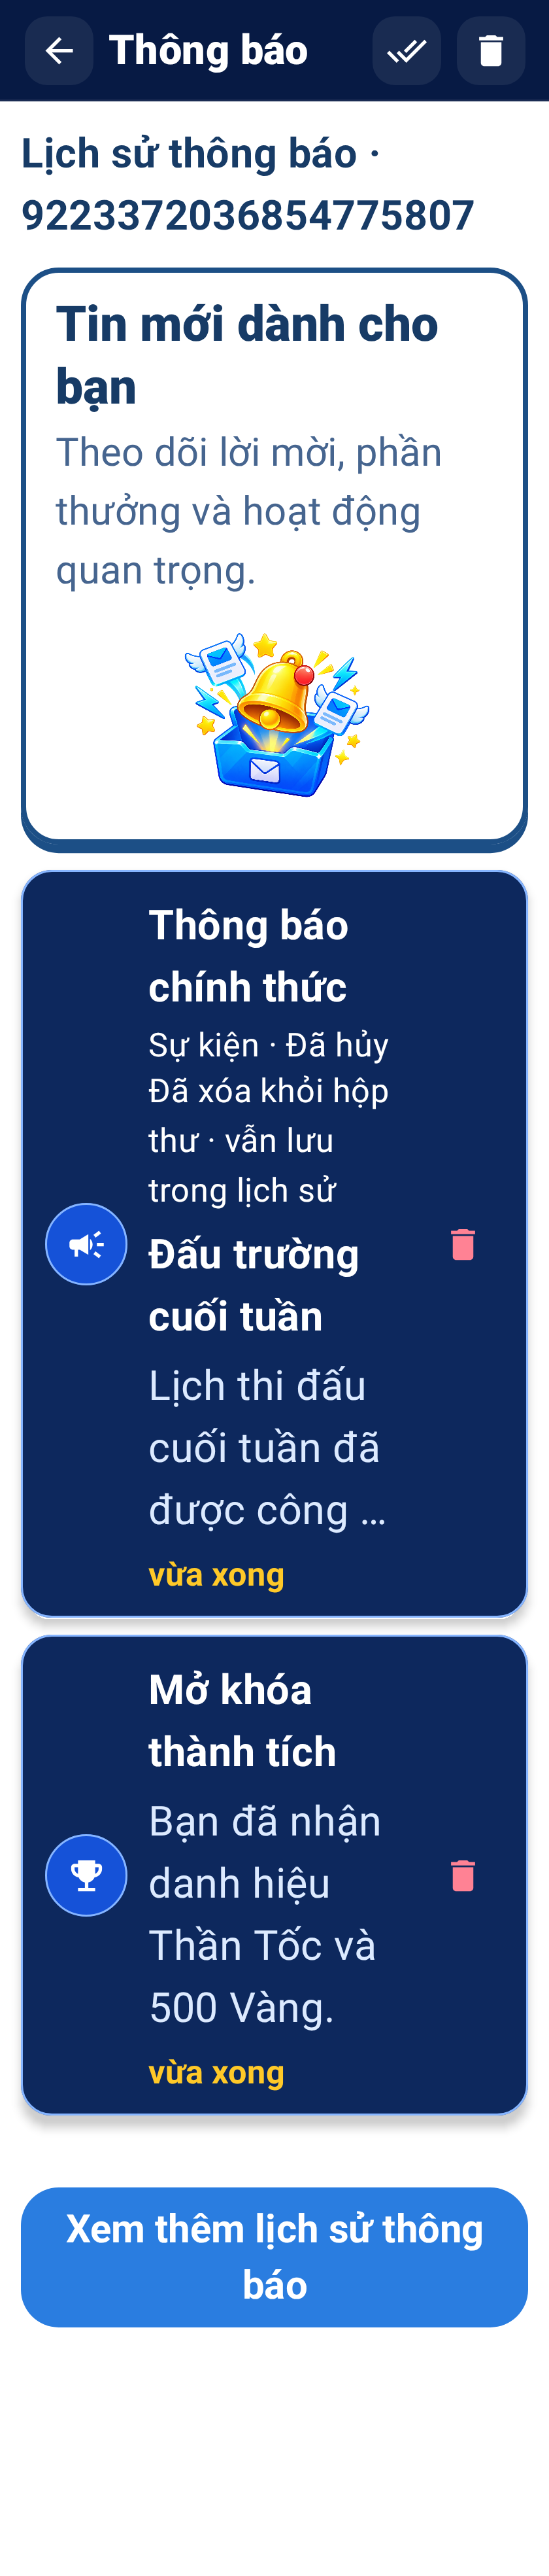 Thông báo
Lịch sử thông báo ·
9223372036854775807
Tin mới dành cho
bạn
Theo dõi lời mời, phần
thưởng và hoạt động
quan trọng.
Thông báo
chính thức
Sự kiện · Đã hủy
Đã xóa khỏi hộp
thư · vẫn lưu
trong lịch sử
Đấu trường
cuối tuần
Lịch thi đấu
cuối tuần đã
được công ...
vừa xong
Mở khóa
thành tích
Bạn đã nhận
danh hiệu
Thần Tốc và
500 Vàng.
vừa xong
Xem thêm lịch sử thông
báo